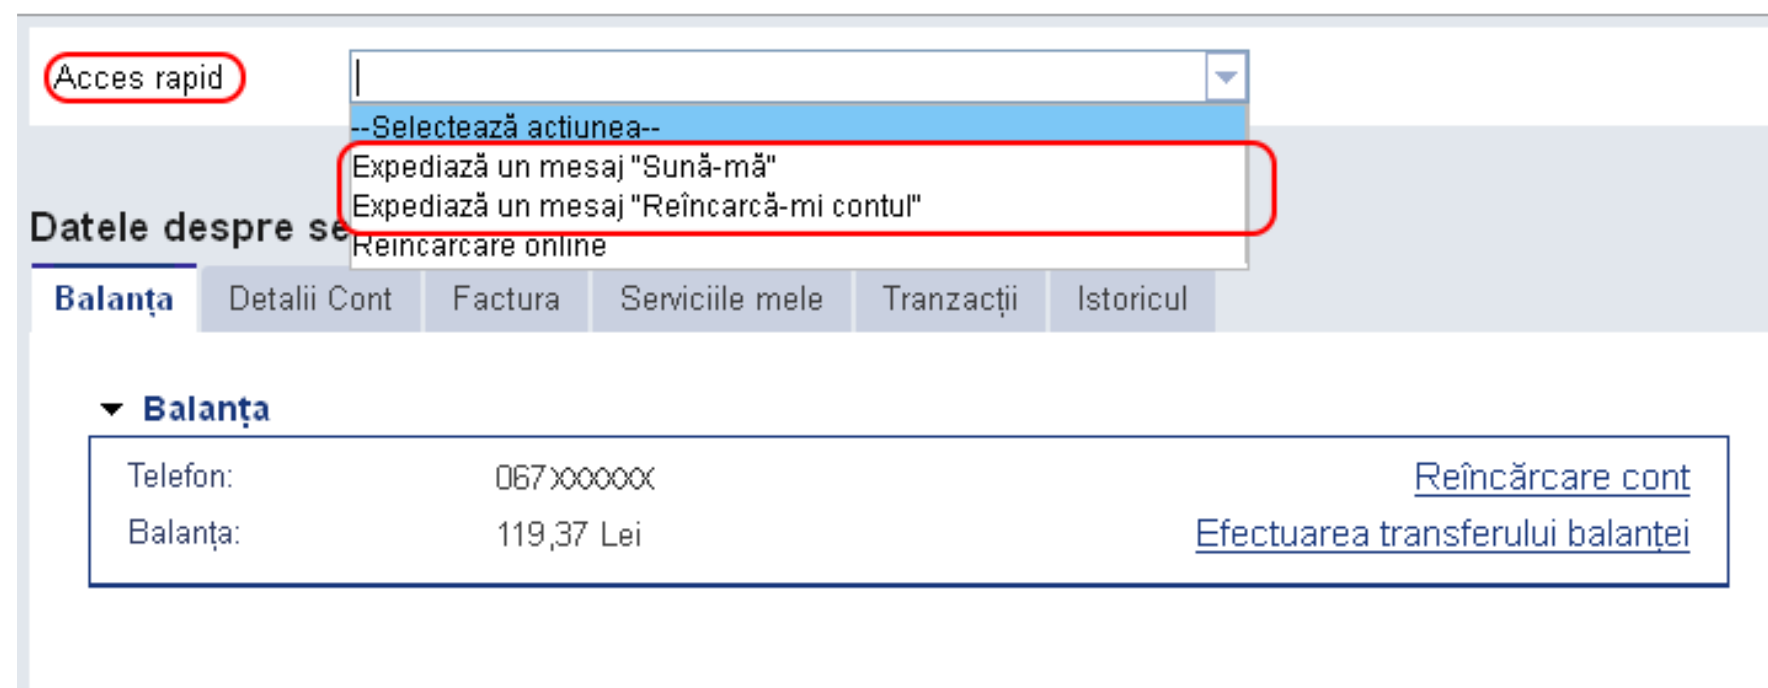 Acces rapid
--Selectează actiunea--
Expediază un mesaj "Sună-mă"
Expediază un mesaj "Reîncarcă-mi contul"
Reîncărcare online
Datele despre
Balanța Detalii Cont Factura Serviciile mele Tranzacții Istoricul
Balanța
Telefon: 067xxxxxx Reîncărcare cont
Balanța: 119,37 Lei Efectuarea transferului balanței